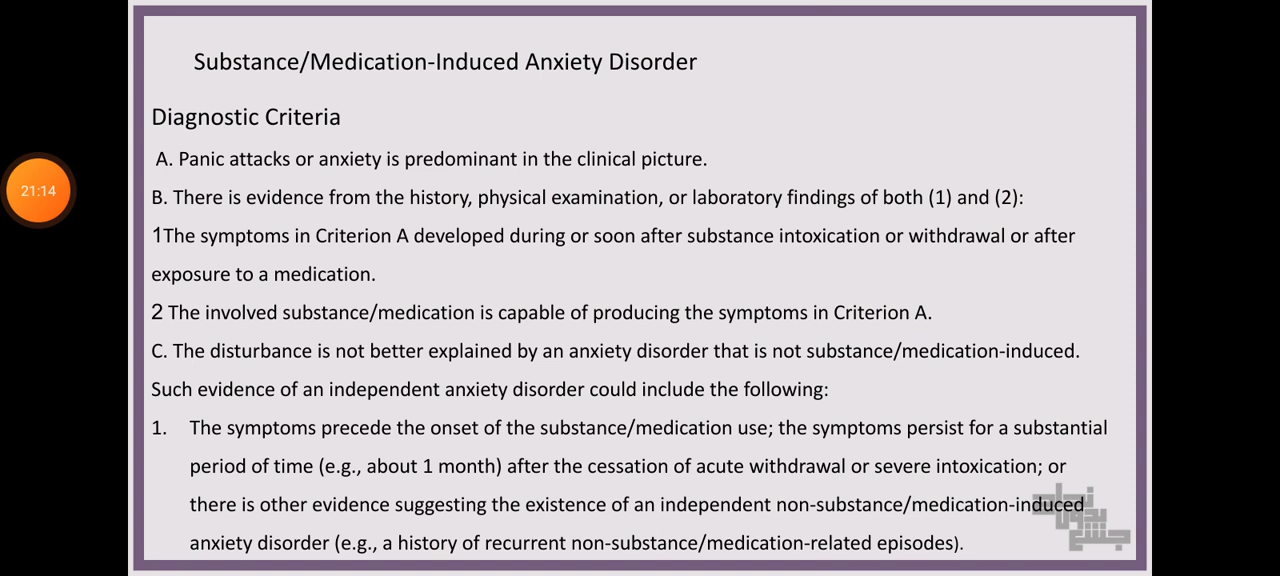 Substance/Medication-Induced Anxiety Disorder
Diagnostic Criteria
A. Panic attacks or anxiety is predominant in the clinical picture.
B. There is evidence from the history, physical examination, or laboratory findings of both (1) and (2):
1The symptoms in Criterion A developed during or soon after substance intoxication or withdrawal or after
exposure to a medication.
21:14
2 The involved substance/medication is capable of producing the symptoms in Criterion A.
C. The disturbance is not better explained by an anxiety disorder that is not substance/medication-induced.
Such evidence of an independent anxiety disorder could include the following:
1. The symptoms precede the onset of the substance/medication use; the symptoms persist for a substantial
period of time (e.g., about 1 month) after the cessation of acute withdrawal or severe intoxication; or
there is other evidence suggesting the existence of an independent non-substance/medication-induced
anxiety disorder (e.g., a history of recurrent non-substance/medication-related episodes).